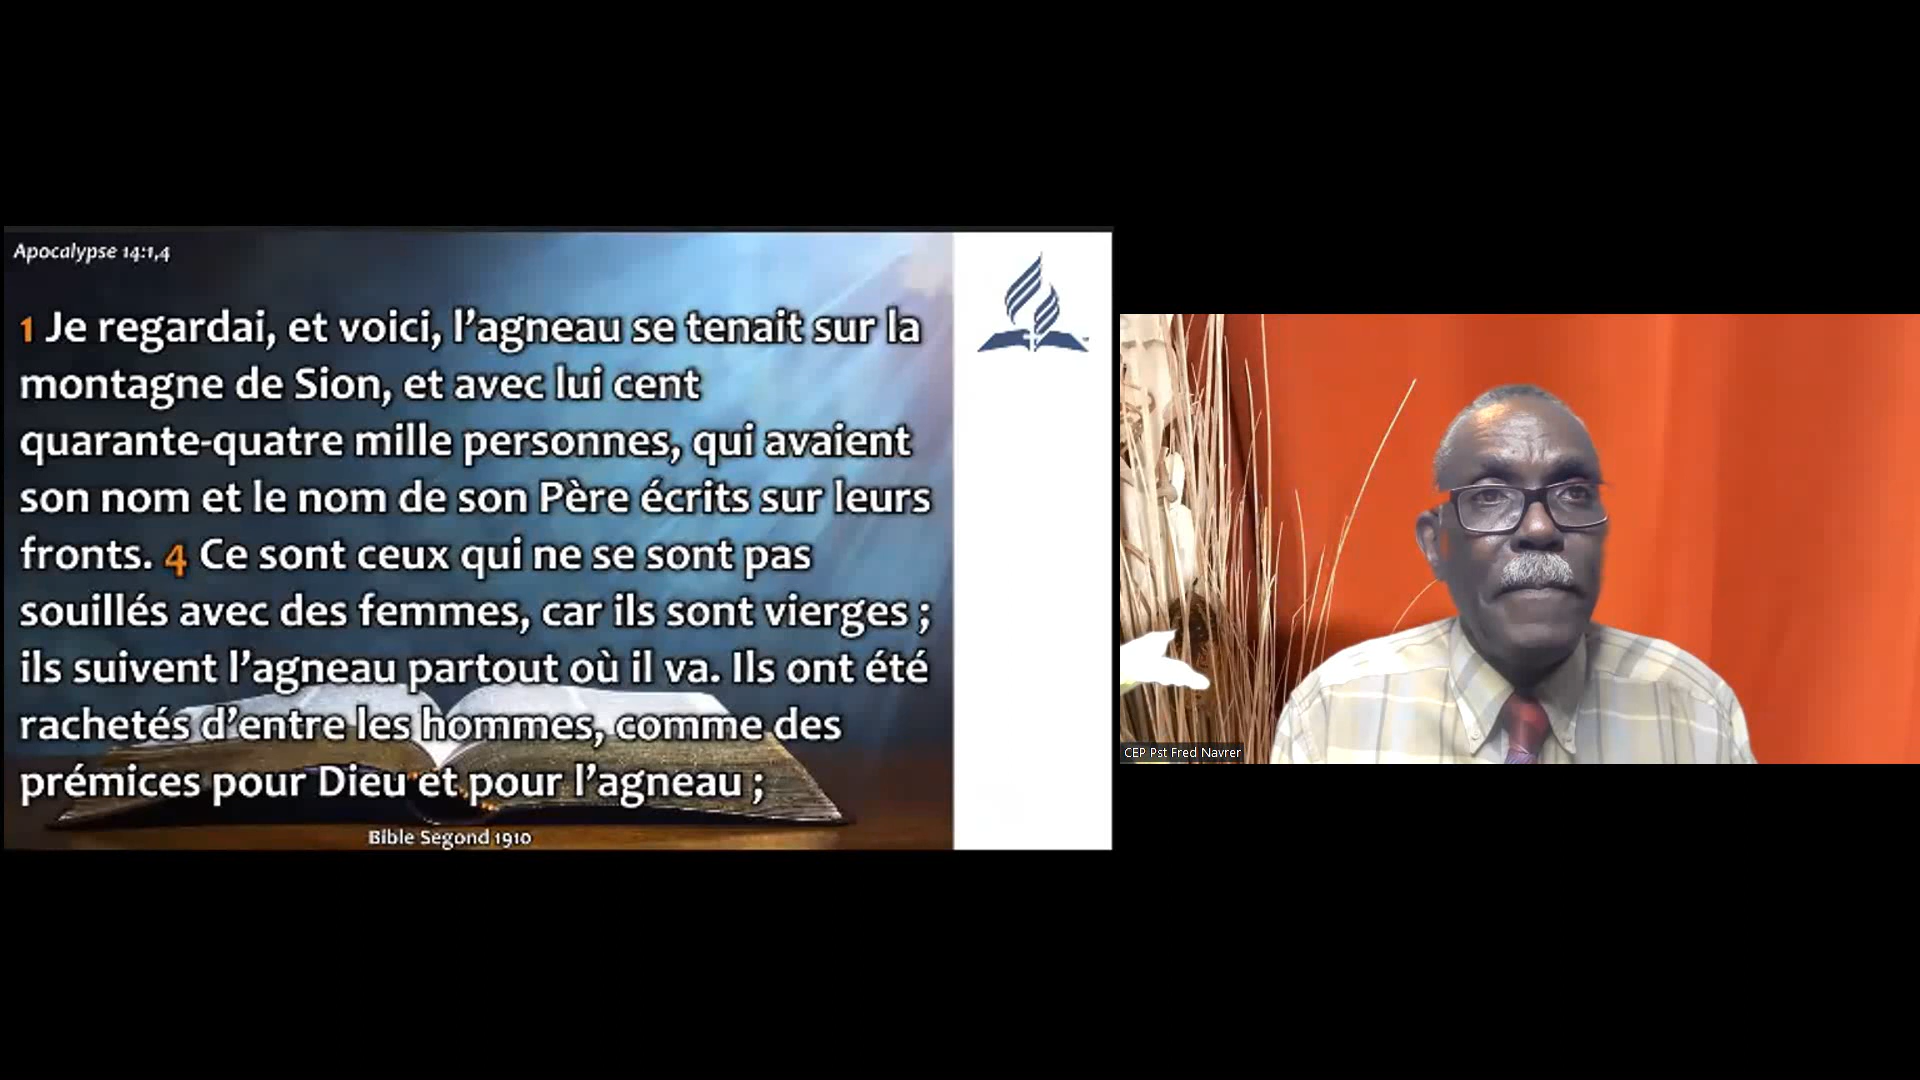 Apocalypse 14:1,4
1 Je regardai, et voici, l’agneau se tenait sur la
montagne de Sion, et avec lui cent
quarante-quatre mille personnes, qui avaient
son nom et le nom de son Père écrits sur leurs
fronts. 4 Ce sont ceux qui ne se sont pas
souillés avec des femmes, car ils sont vierges ;
ils suivent l’agneau partout où il va. Ils ont été
rachetés d’entre les hommes, comme des
prémices pour Dieu et pour l’agneau ;
Bible Segond 1910
CEP Pst Fred Navrer